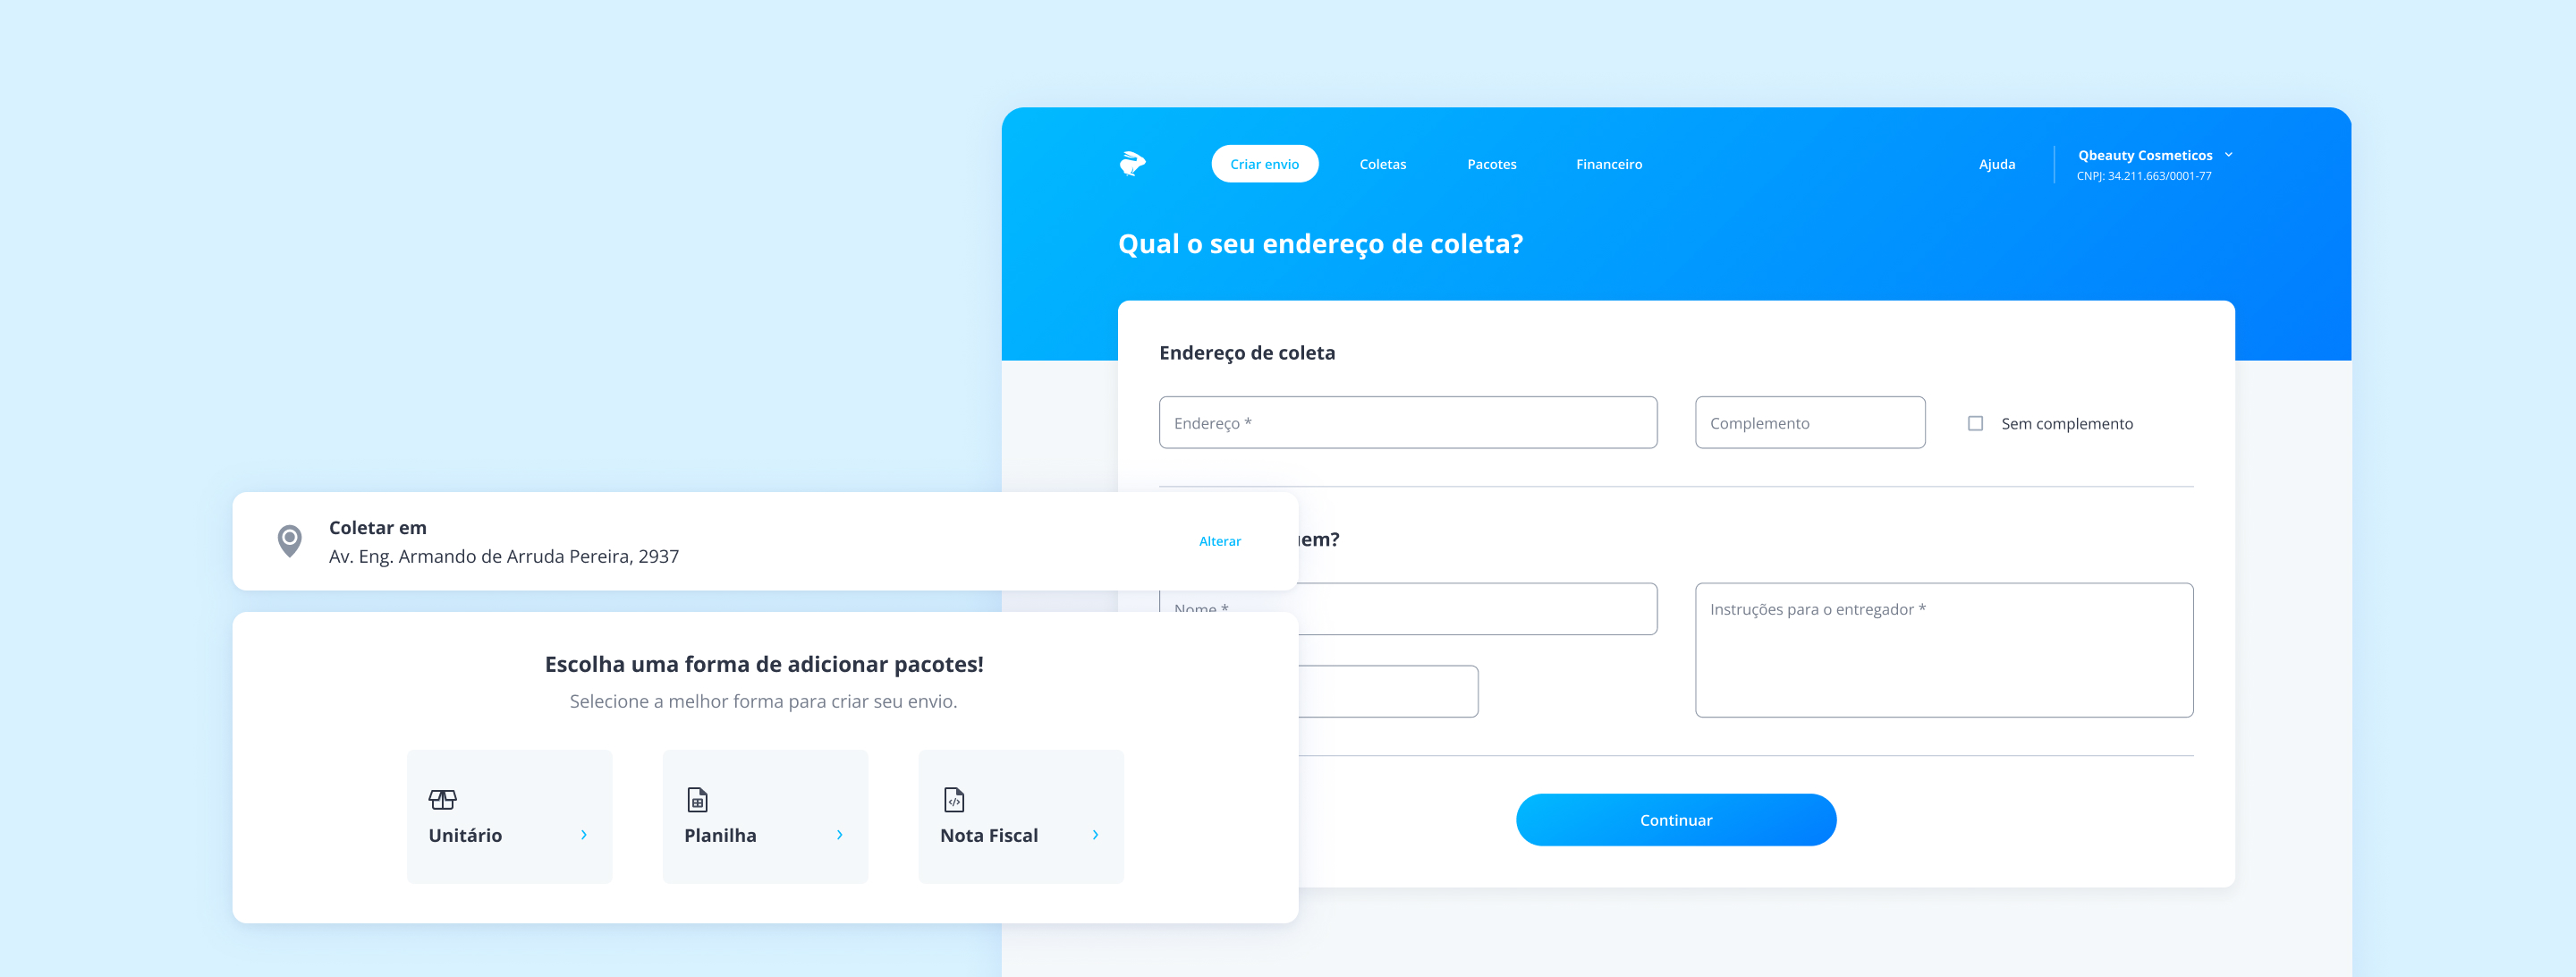 Criar envio
Coletas
Pacotes
Financeiro
Ajuda
Qbeauty Cosmeticos
CNPJ: 34.211.663/0001-77
Qual o seu endereço de coleta?
Endereço de coleta
Endereço *
Complemento
Sem complemento
Nome *
Instruções para o entregador *
Continuar
Coletar em
Av. Eng. Armando de Arruda Pereira, 2937
Alterar
Escolha uma forma de adicionar pacotes!
Selecione a melhor forma para criar seu envio.
Unitário
Planilha
Nota Fiscal